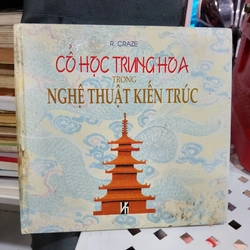 R. CRAZE
CỔ HỌC TRUNG HOA
TRONG
NGHỆ THUẬT KIẾN TRÚC